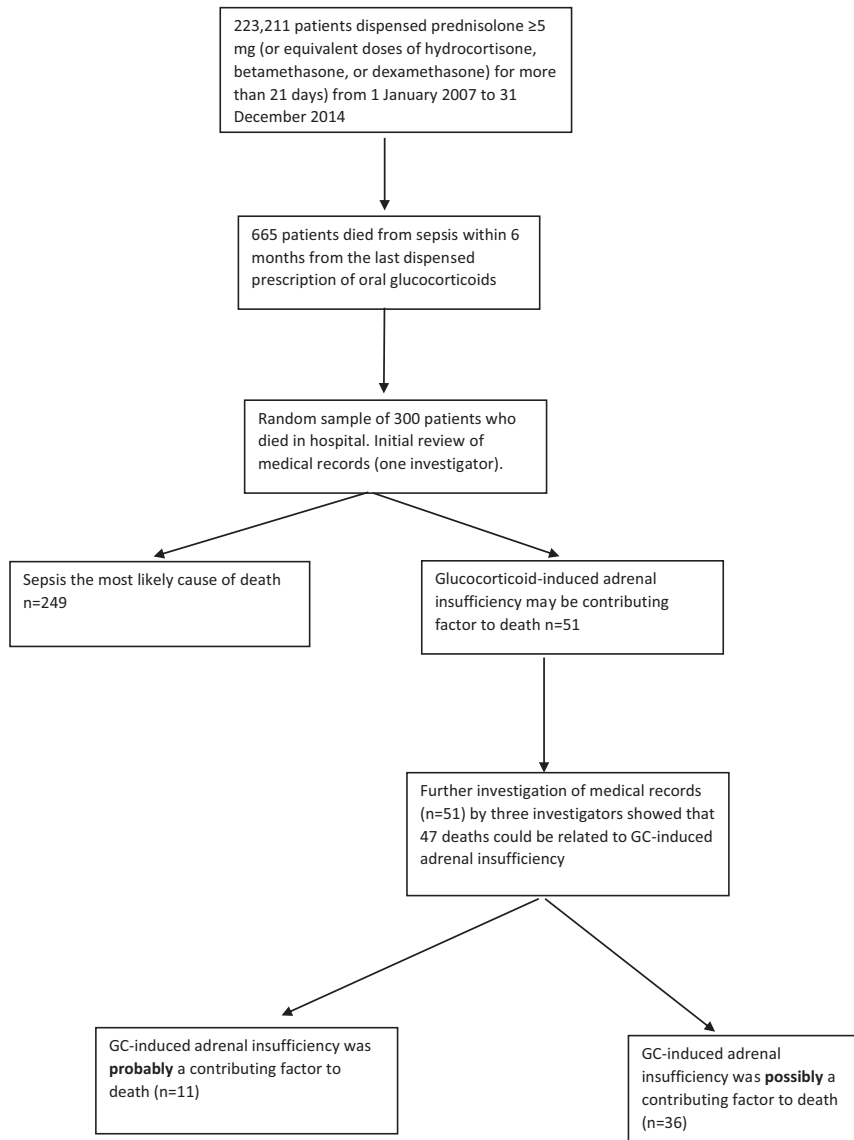 223,211 patients dispensed prednisolone ≥5
mg (or equivalent doses of hydrocortisone,
betamethasone, or dexamethasone) for more
than 21 days) from 1 January 2007 to 31
December 2014
665 patients died from sepsis within 6
months from the last dispensed
prescription of oral glucocorticoids
Random sample of 300 patients who
died in hospital. Initial review of
medical records (one investigator).
Sepsis the most likely cause of death
n=249
Glucocorticoid-induced adrenal
insufficiency may be contributing
factor to death n=51
Further investigation of medical records
(n=51) by three investigators showed that
47 deaths could be related to GC-induced
adrenal insufficiency
GC-induced adrenal insufficiency was
probably a contributing factor to
death (n=11)
GC-induced adrenal
insufficiency was possibly a
contributing factor to death
(n=36)